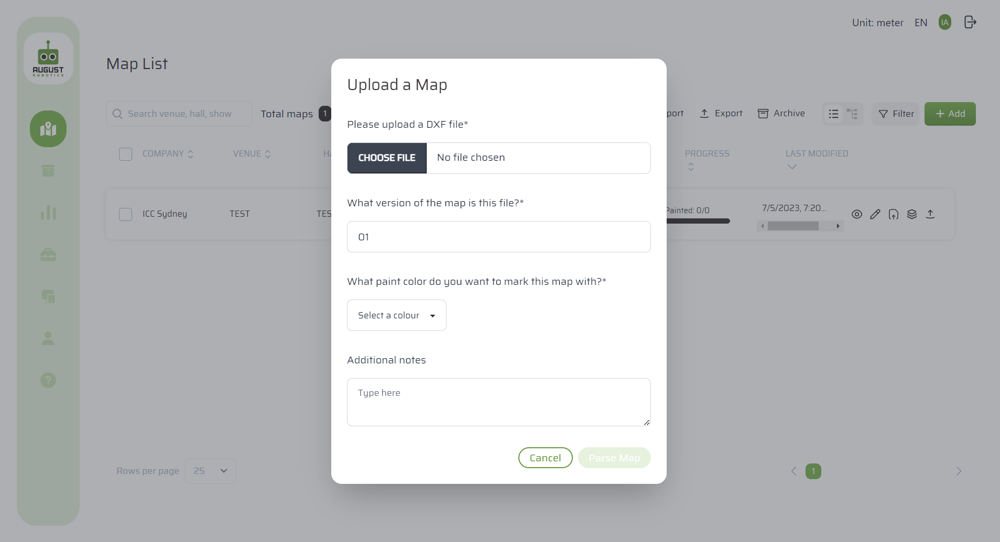 Unit: meter EN IA
AUGUST
ROBOTICS
Map List
Search venue, hall, show Total maps 1 port Export Archive Filter + Add
COMPANY VENUE HA PROGRESS LAST MODIFIED
ICC Sydney TEST TES Painted: 0/0 7/5/2023, 7:20...
Upload a Map
Please upload a DXF file*
CHOOSE FILE No file chosen
What version of the map is this file?*
01
What paint color do you want to mark this map with?*
Select a colour
Additional notes
Type here
Cancel Parse Map
Rows per page 25 1